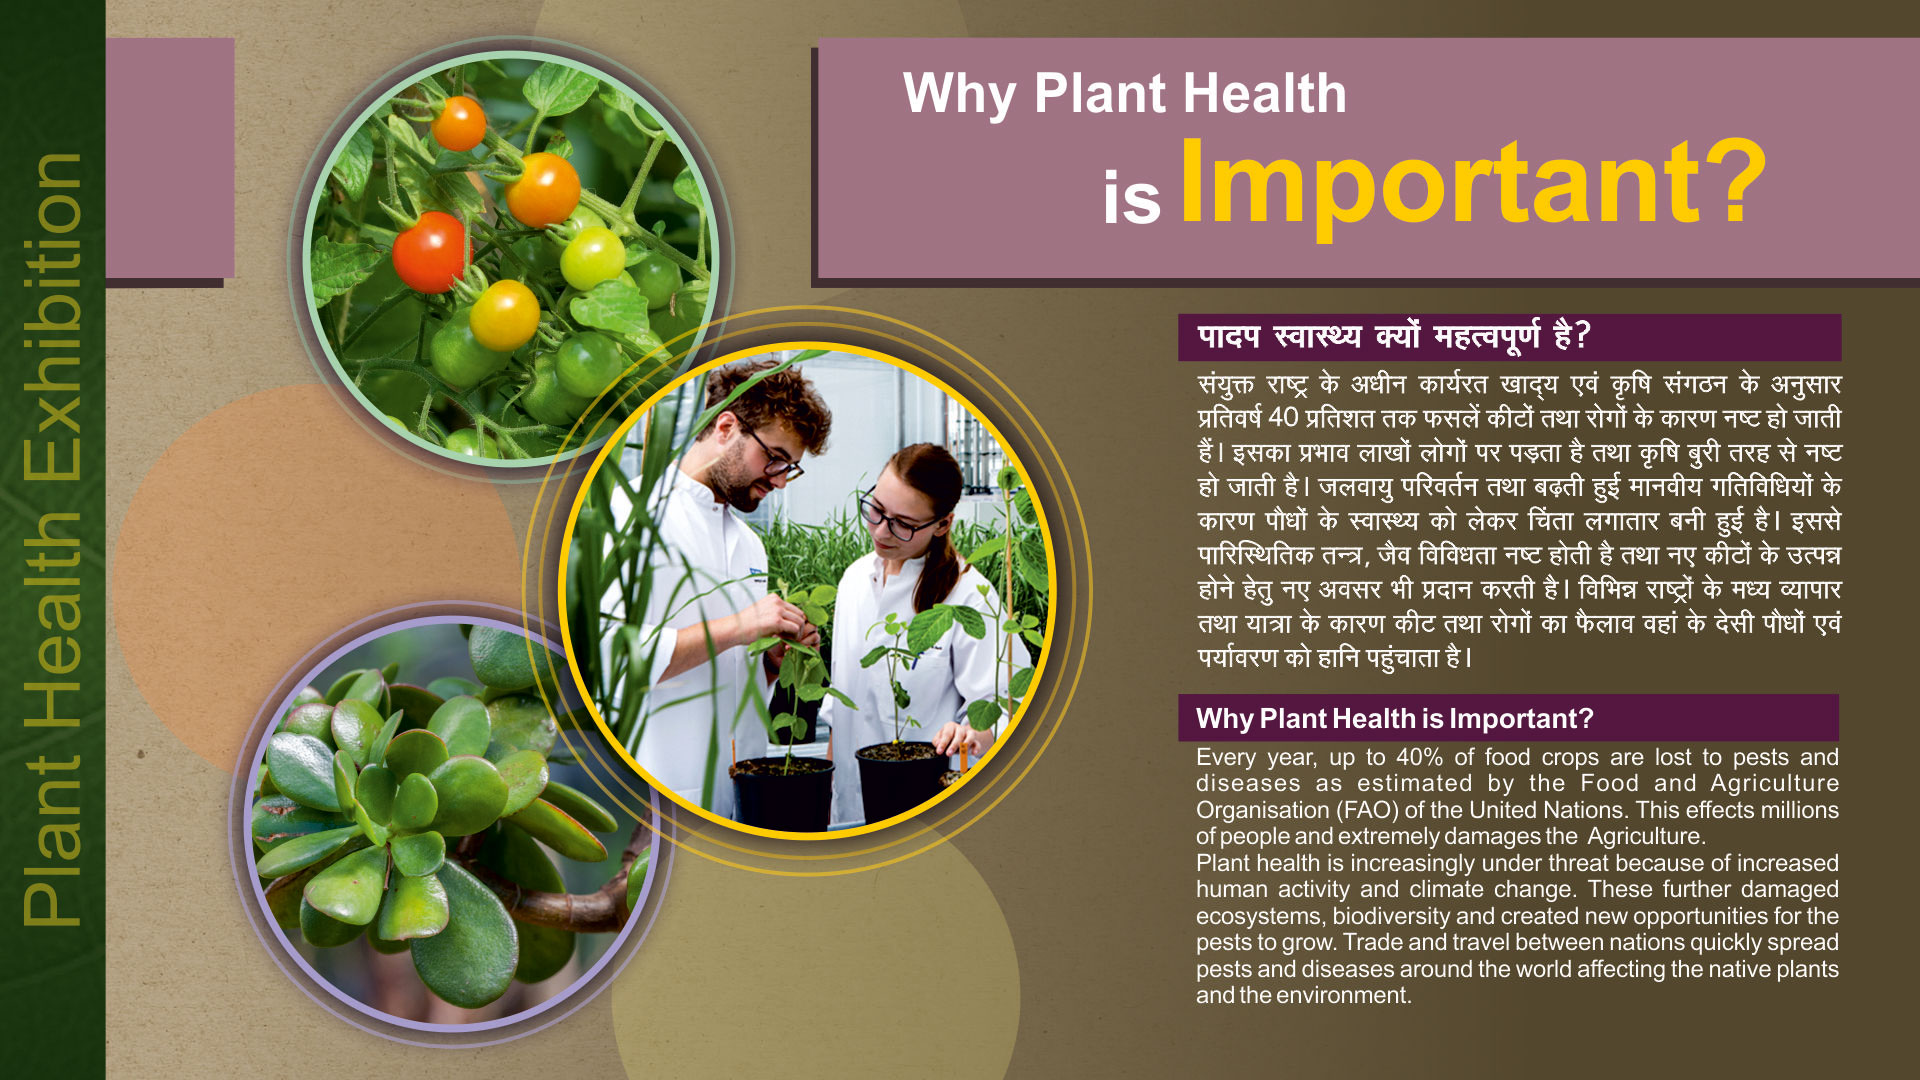 Plant Health Exhibition
Why Plant Health
is Important?
पादप स्वास्थ्य क्यों महत्वपूर्ण है?
संयुक्त राष्ट्र के अधीन कार्यरत खाद्य एवं कृषि संगठन के अनुसार
प्रतिवर्ष 40 प्रतिशत तक फसलें कीटों तथा रोगों के कारण नष्ट हो जाती
हैं। इसका प्रभाव लाखों लोगों पर पड़ता है तथा कृषि बुरी तरह से नष्ट
हो जाती है। जलवायु परिवर्तन तथा बढ़ती हुई मानवीय गतिविधियों के
कारण पौधों के स्वास्थ्य को लेकर चिंता लगातार बनी हुई है। इससे
पारिस्थितिक तन्त्र, जैव विविधता नष्ट होती है तथा नए कीटों के उत्पन्न
होने हेतु नए अवसर भी प्रदान करती है। विभिन्न राष्ट्रों के मध्य व्यापार
तथा यात्रा के कारण कीट तथा रोगों का फैलाव वहां के देसी पौधों एवं
पर्यावरण को हानि पहुंचाता है।
Why Plant Health is Important?
Every year, up to 40% of food crops are lost to pests and
diseases as estimated by the Food and Agriculture
Organisation (FAO) of the United Nations. This effects millions
of people and extremely damages the Agriculture.
Plant health is increasingly under threat because of increased
human activity and climate change. These further damaged
ecosystems, biodiversity and created new opportunities for the
pests to grow. Trade and travel between nations quickly spread
pests and diseases around the world affecting the native plants
and the environment.